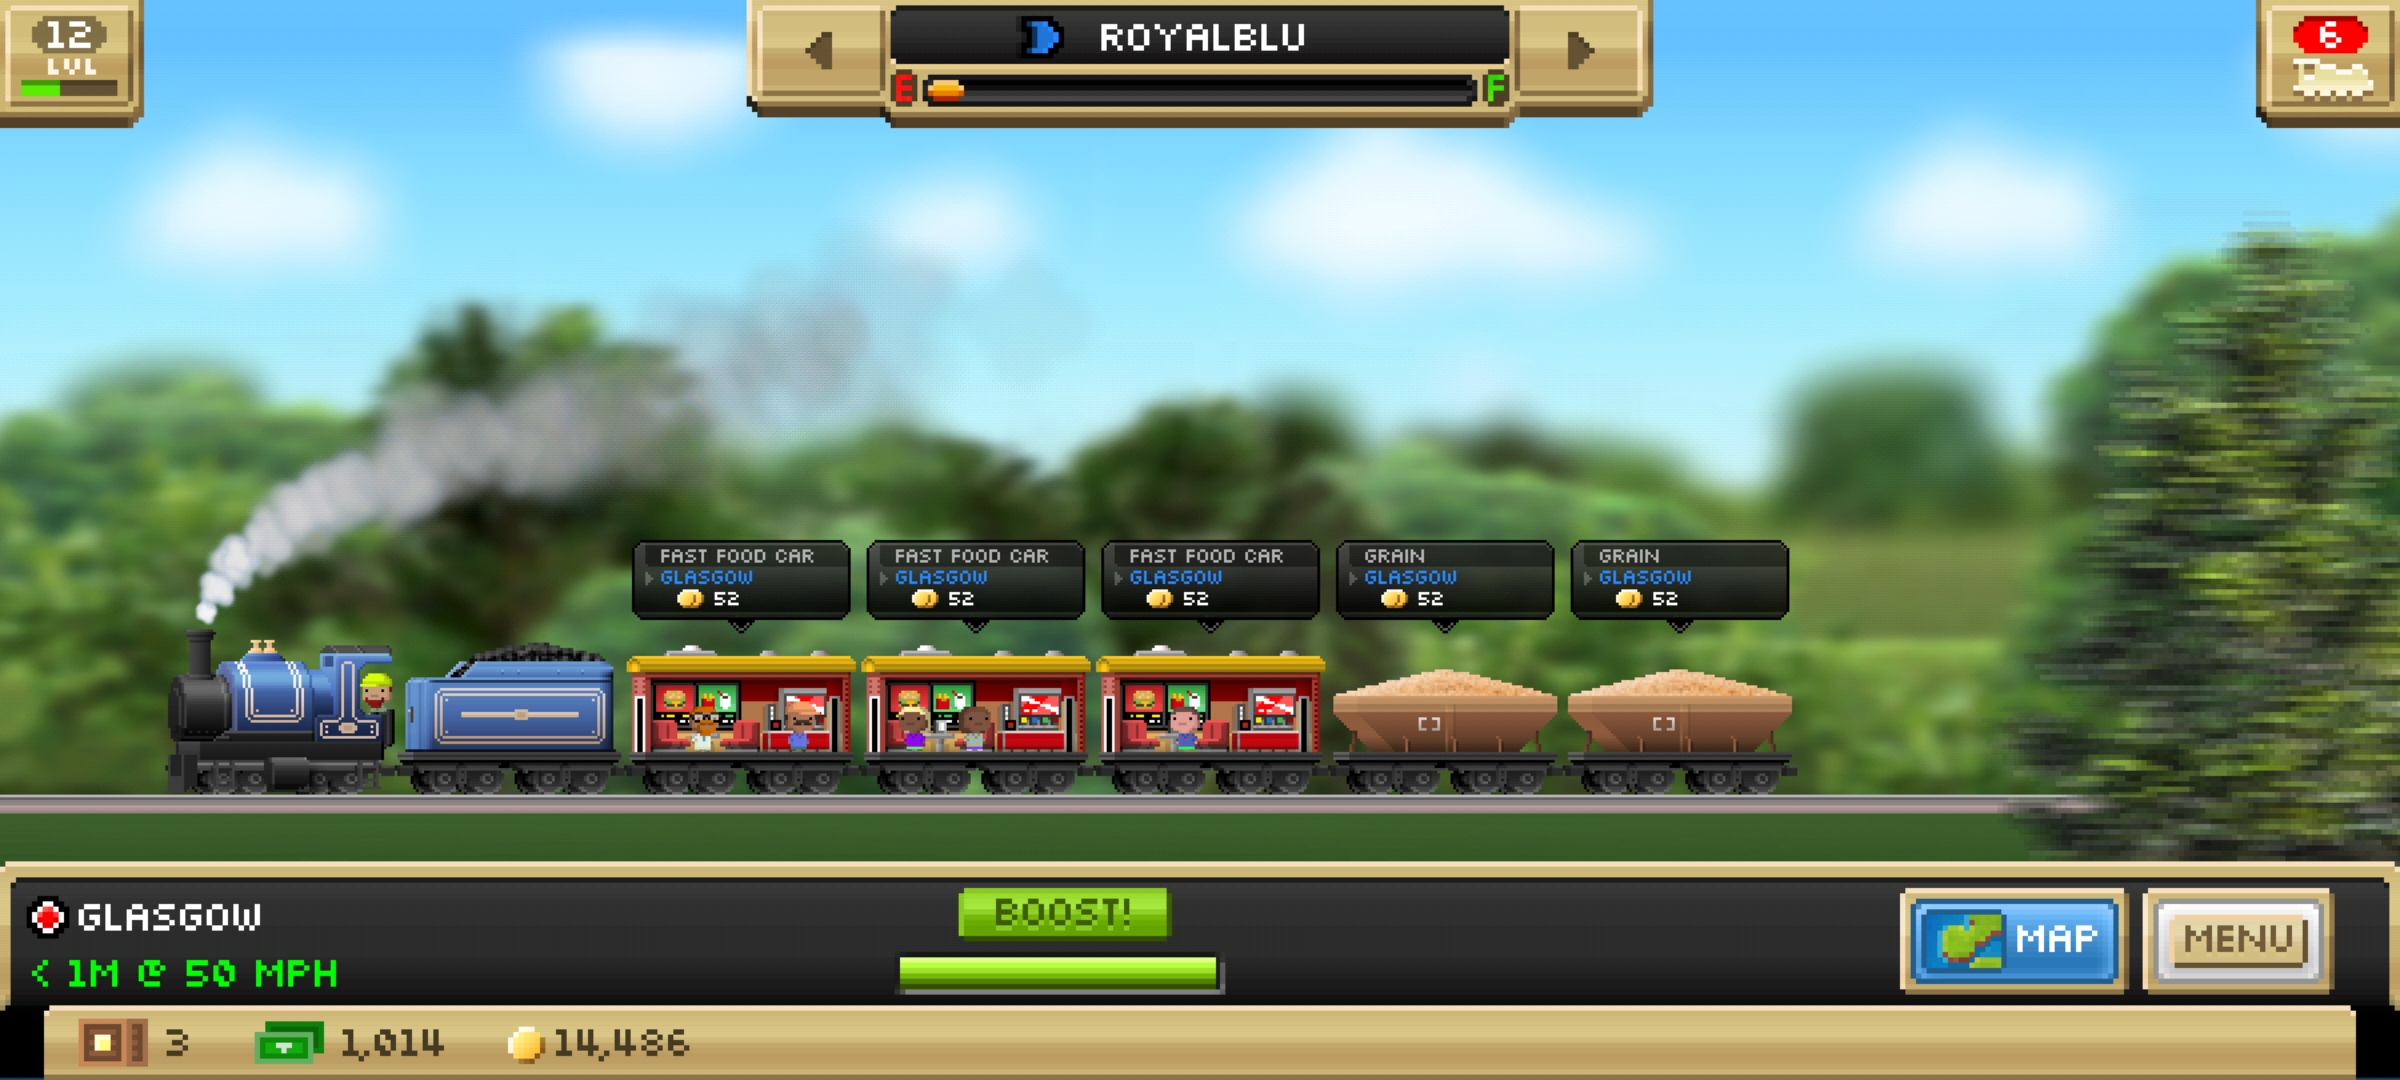 12
LVL
ROYALBLU
E F
6
FAST FOOD CAR
GLASGOW
52
FAST FOOD CAR
GLASGOW
52
FAST FOOD CAR
GLASGOW
52
GRAIN
GLASGOW
52
GRAIN
GLASGOW
52
GLASGOW
< 1M @ 50 MPH
BOOST!
MAP
MENU
3
1,014
14,486